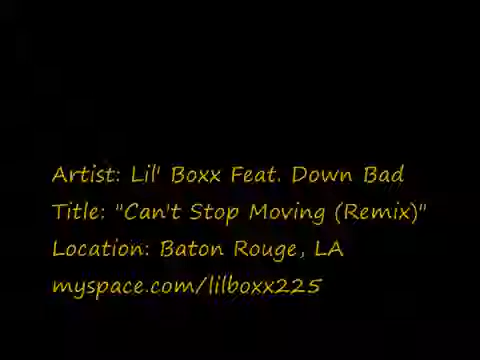 Artist: Lil' Boxx Feat. Down Bad
Title: "Can't Stop Moving (Remix)"
Location: Baton Rouge, LA
myspace.com/lilboxx225